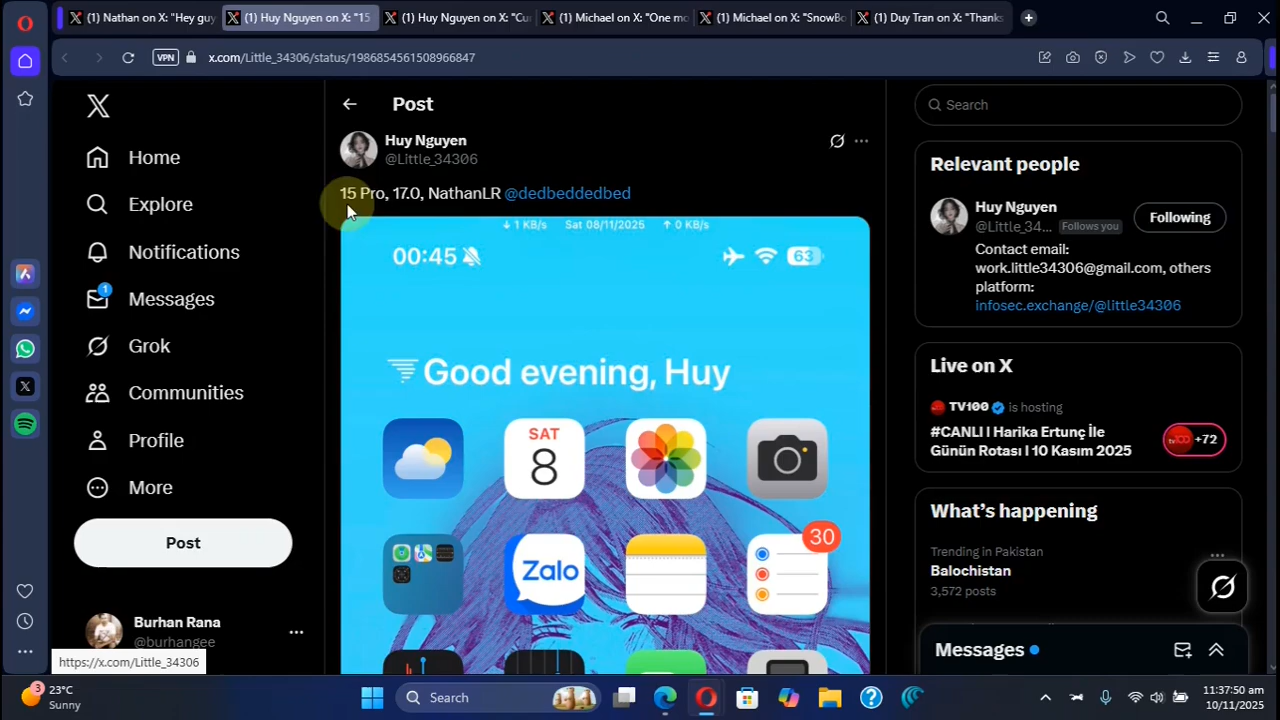 (1) Nathan on X: "Hey guy
(1) Huy Nguyen on X: "15
(1) Huy Nguyen on X: "Cur
(1) Michael on X: "One mo
(1) Michael on X: "SnowBo
(1) Duy Tran on X: "Thanks
VPN
x.com/Little_34306/status/1986854561508966847
Home
Explore
Notifications
1
Messages
Grok
Communities
Profile
More
Post
Burhan Rana
@burhangee
https://x.com/Little_34306
Post
Huy Nguyen
@Little_34306
15 Pro, 17.0, NathanLR @dedbeddedbed
↓ 1 KB/s Sat 08/11/2025 ↑ 0 KB/s
00:45
63
Good evening, Huy
SAT
8
30
Zalo
Search
Relevant people
Huy Nguyen
@Little_34... Follows you
Following
Contact email:
work.little34306@gmail.com, others
platform:
infosec.exchange/@little34306
Live on X
TV100 is hosting
#CANLI I Harika Ertunç İle
Günün Rotası I 10 Kasım 2025
+72
What's happening
Trending in Pakistan
Balochistan
3,572 posts
Messages
3
23°C
Sunny
Search
11:37:50 am
10/11/2025